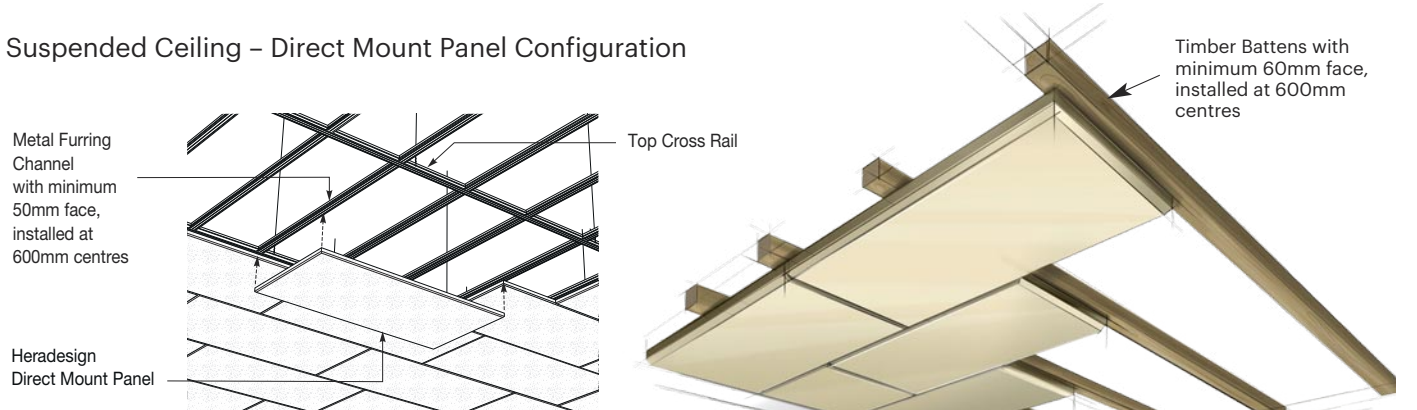 Suspended Ceiling – Direct Mount Panel Configuration
Metal Furring
Channel
with minimum
50mm face,
installed at
600mm centres
Top Cross Rail
Heradesign
Direct Mount Panel
Timber Battens with
minimum 60mm face,
installed at 600mm
centres